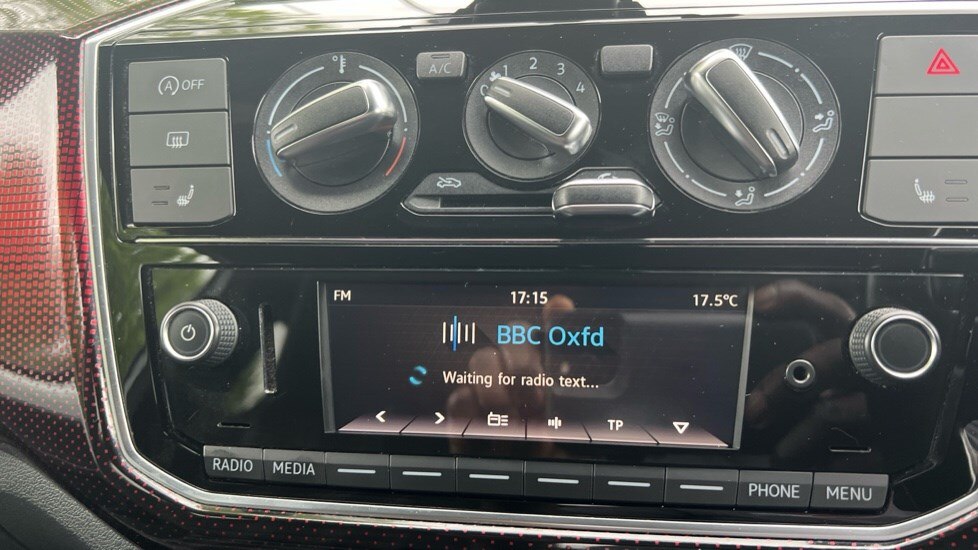 A OFF
A/C
0 1 2 3 4
FM 17:15 17.5°C
BBC Oxfd
Waiting for radio text...
TP
RADIO MEDIA PHONE MENU